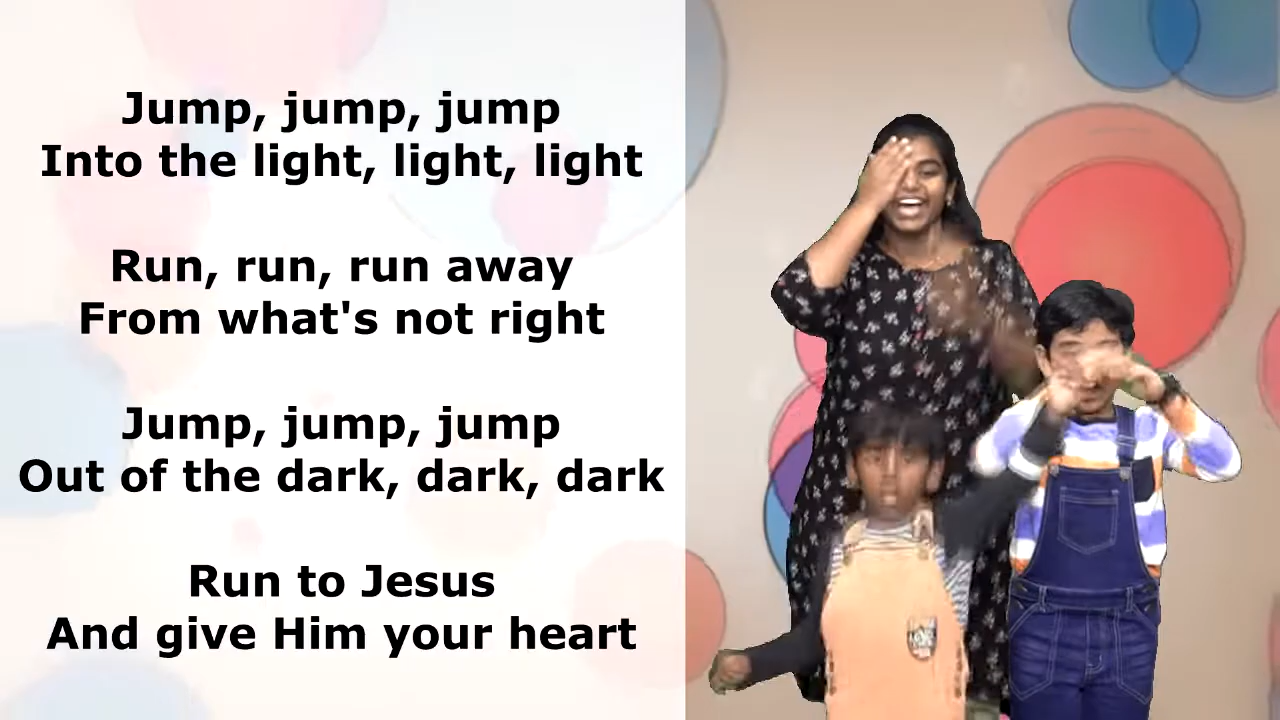 Jump, jump, jump
Into the light, light, light
Run, run, run away
From what's not right
Jump, jump, jump
Out of the dark, dark, dark
Run to Jesus
And give Him your heart